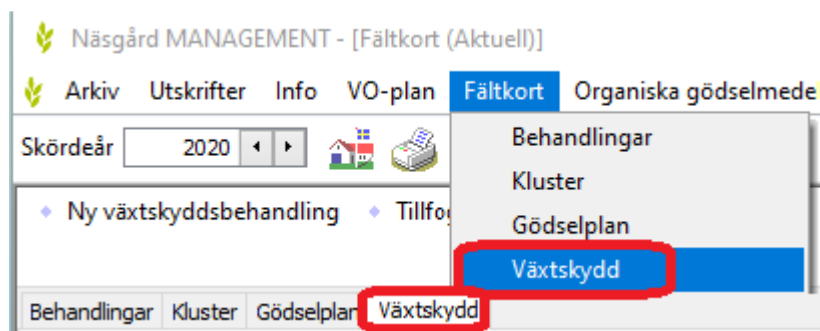 Näsgård MANAGEMENT - [Fältkort (Aktuell)]
Arkiv Utskrifter Info VO-plan Fältkort Organiska gödselmede
Skördeår 2020
Behandlingar
Kluster
Gödselplan
Växtskydd
Ny växtskyddsbehandling Tillfo
Behandlingar Kluster Gödselplan Växtskydd